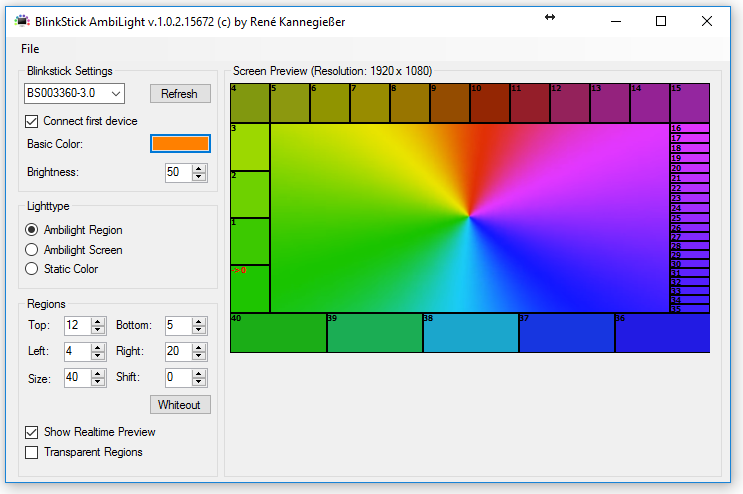 BlinkStick AmbiLight v.1.0.2.15672 (c) by René Kannegießer
File
Blinkstick Settings
BS003360-3.0
Refresh
Connect first device
Basic Color:
Brightness:
50
Lighttype
Ambilight Region
Ambilight Screen
Static Color
Regions
Top:
12
Bottom:
5
Left:
4
Right:
20
Size:
40
Shift:
0
Whiteout
Show Realtime Preview
Transparent Regions
Screen Preview (Resolution: 1920 x 1080)
4
5
6
7
8
9
10
11
12
13
14
15
3
2
1
->0
16
17
18
19
20
21
22
23
24
25
26
27
28
29
30
31
32
33
34
35
40
39
38
37
36